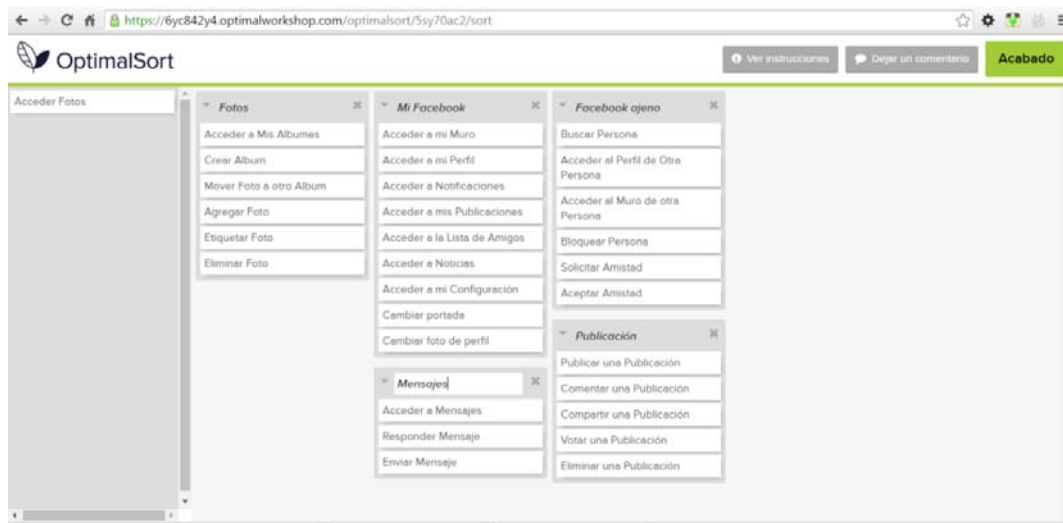 https://6yc842y4.optimalworkshop.com/optimalsort/5sy70ac2/sort
OptimalSort
Ver instrucciones
Dejar un comentario
Acabado
Acceder Fotos
Fotos
Acceder a Mis Albumes
Crear Album
Mover Foto a otro Album
Agregar Foto
Etiquetar Foto
Eliminar Foto
Mi Facebook
Acceder a mi Muro
Acceder a mi Perfil
Acceder a Notificaciones
Acceder a mis Publicaciones
Acceder a la Lista de Amigos
Acceder a Noticias
Acceder a mi Configuración
Cambiar portada
Cambiar foto de perfil
Mensajes
Acceder a Mensajes
Responder Mensaje
Enviar Mensaje
Facebook ajeno
Buscar Persona
Acceder al Perfil de Otra
Persona
Acceder al Muro de otra
Persona
Bloquear Persona
Solicitar Amistad
Aceptar Amistad
Publicación
Publicar una Publicación
Comentar una Publicación
Compartir una Publicación
Votar una Publicación
Eliminar una Publicación